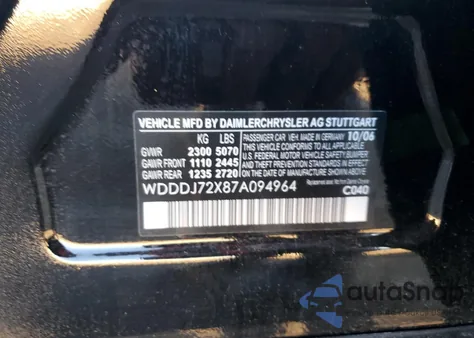 VEHICLE MFD BY DAIMLERCHRYSLER AG STUTTGART
KG LBS PASSENGER CAR VEH. MADE IN GERMANY 10/06
GVWR 2300 5070 THIS VEHICLE CONFORMS TO ALL APPLICABLE
GAWR FRONT 1110 2445 U.S. FEDERAL MOTOR VEHICLE SAFETY, BUMPER
GAWR REAR 1235 2720 AND THEFT PREVENTION STANDARDS IN EFFECT
ON THE DATE OF MANUFACTURE SHOWN ABOVE.
WDDDJ72X87A094964 C040
autoSnap